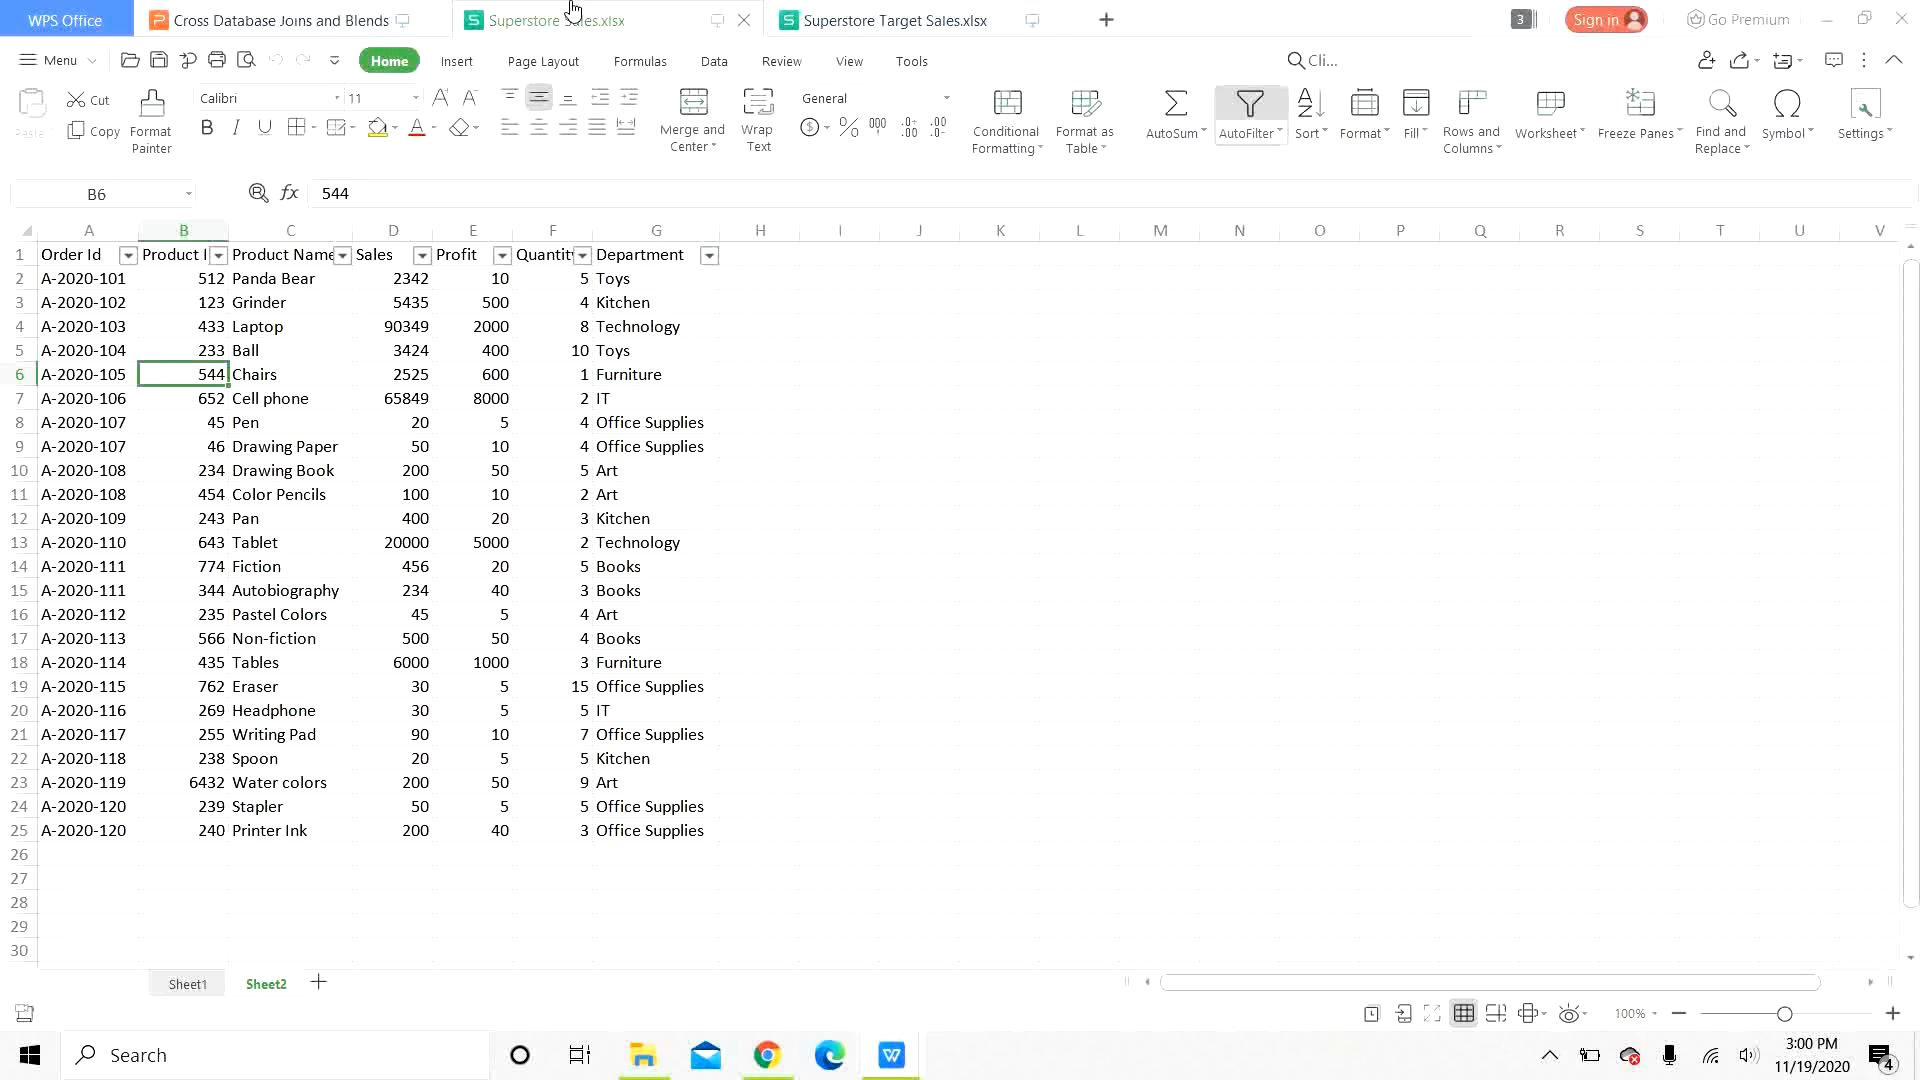 WPS Office
Cross Database Joins and Blends
Superstore Sales.xlsx
Superstore Target Sales.xlsx
3
Sign in
Go Premium
Menu
Home
Insert
Page Layout
Formulas
Data
Review
View
Tools
Cli...
Paste
Cut
Copy
Format
Painter
Calibri
11
Merge and
Center
Wrap
Text
General
Conditional
Formatting
Format as
Table
AutoSum
AutoFilter
Sort
Format
Fill
Rows and
Columns
Worksheet
Freeze Panes
Find and
Replace
Symbol
Settings
B6
fx
544
A B C D E F G H I J K L M N O P Q R S T U V
1 Order Id Product I Product Name Sales Profit Quantity Department
2 A-2020-101 512 Panda Bear 2342 10 5 Toys
3 A-2020-102 123 Grinder 5435 500 4 Kitchen
4 A-2020-103 433 Laptop 90349 2000 8 Technology
5 A-2020-104 233 Ball 3424 400 10 Toys
6 A-2020-105 544 Chairs 2525 600 1 Furniture
7 A-2020-106 652 Cell phone 65849 8000 2 IT
8 A-2020-107 45 Pen 20 5 4 Office Supplies
9 A-2020-107 46 Drawing Paper 50 10 4 Office Supplies
10 A-2020-108 234 Drawing Book 200 50 5 Art
11 A-2020-108 454 Color Pencils 100 10 2 Art
12 A-2020-109 243 Pan 400 20 3 Kitchen
13 A-2020-110 643 Tablet 20000 5000 2 Technology
14 A-2020-111 774 Fiction 456 20 5 Books
15 A-2020-111 344 Autobiography 234 40 3 Books
16 A-2020-112 235 Pastel Colors 45 5 4 Art
17 A-2020-113 566 Non-fiction 500 50 4 Books
18 A-2020-114 435 Tables 6000 1000 3 Furniture
19 A-2020-115 762 Eraser 30 5 15 Office Supplies
20 A-2020-116 269 Headphone 30 5 5 IT
21 A-2020-117 255 Writing Pad 90 10 7 Office Supplies
22 A-2020-118 238 Spoon 20 5 5 Kitchen
23 A-2020-119 6432 Water colors 200 50 9 Art
24 A-2020-120 239 Stapler 50 5 5 Office Supplies
25 A-2020-120 240 Printer Ink 200 40 3 Office Supplies
26
27
28
29
30
Sheet1
Sheet2
100%
Search
3:00 PM
11/19/2020
4